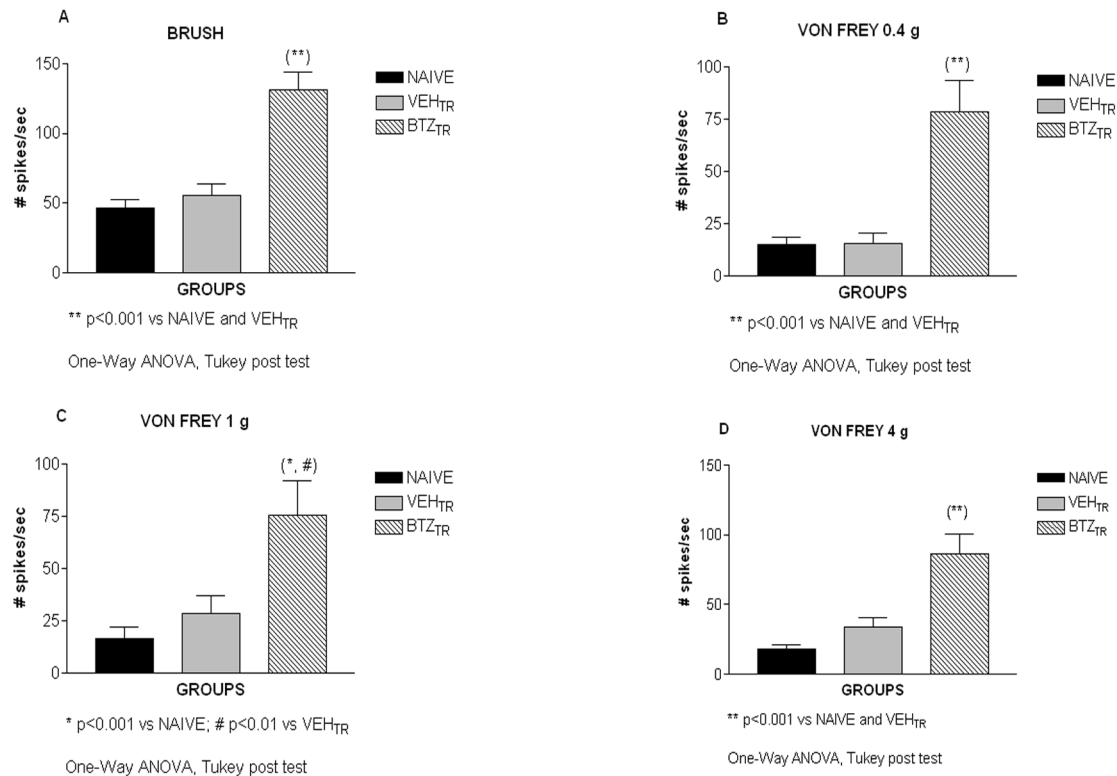 A
BRUSH
(**)
150
100
50
0
# spikes/sec
GROUPS
NAIVE
VEHTR
BTZTR
** p<0.001 vs NAIVE and VEHTR
One-Way ANOVA, Tukey post test
B
VON FREY 0.4 g
(**)
100
75
50
25
0
# spikes/sec
GROUPS
NAIVE
VEHTR
BTZTR
** p<0.001 vs NAIVE and VEHTR
One-Way ANOVA, Tukey post test
C
VON FREY 1 g
(*, #)
100
75
50
25
0
# spikes/sec
GROUPS
NAIVE
VEHTR
BTZTR
* p<0.001 vs NAIVE; # p<0.01 vs VEHTR
One-Way ANOVA, Tukey post test
D
VON FREY 4 g
(**)
150
100
50
0
# spikes/sec
GROUPS
NAIVE
VEHTR
BTZTR
** p<0.001 vs NAIVE and VEHTR
One-Way ANOVA, Tukey post test